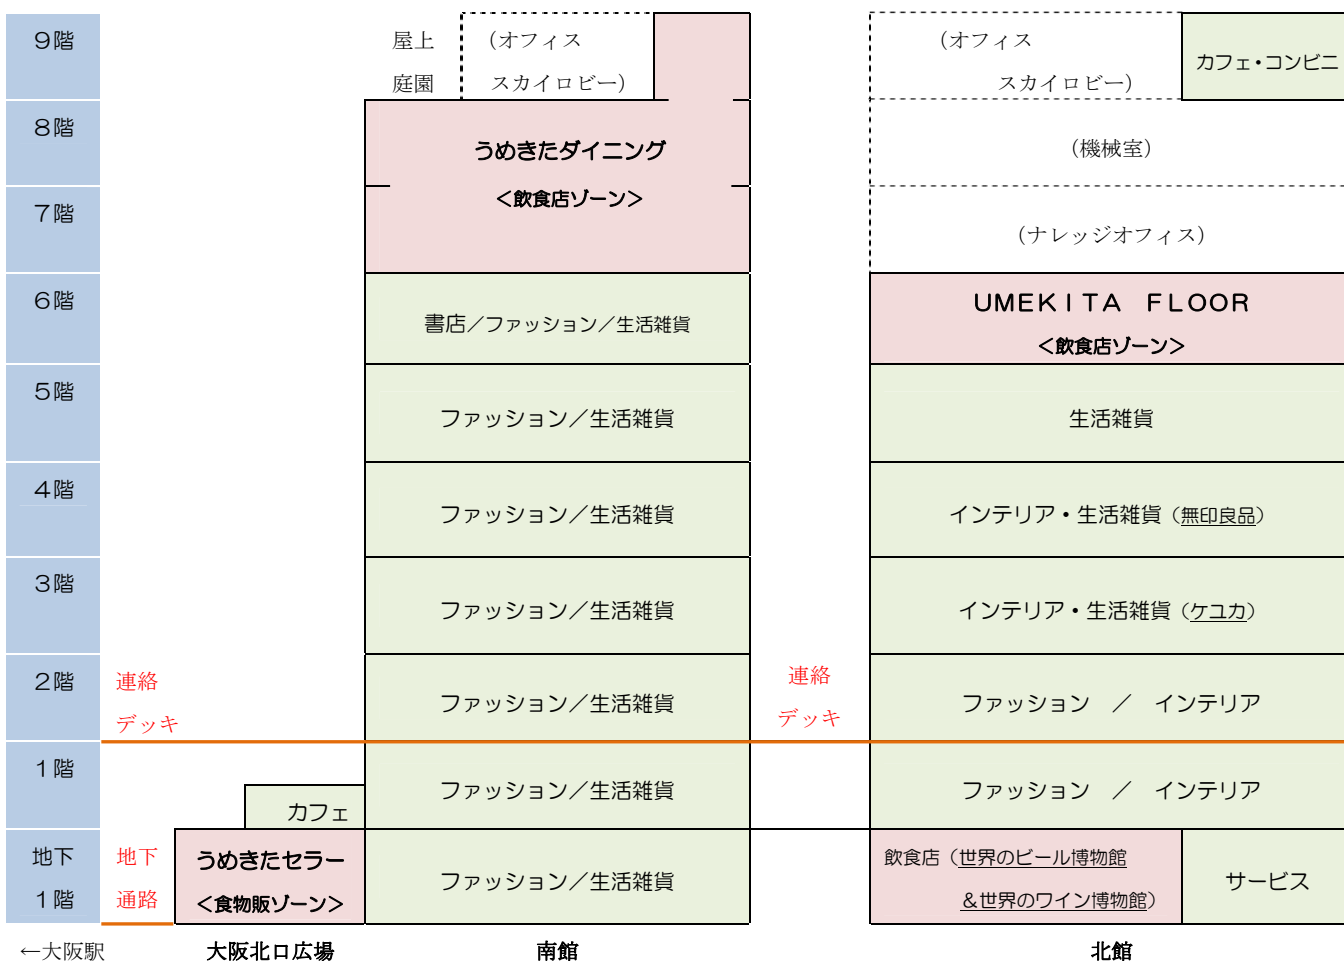 9階
屋上
庭園
（オフィス
スカイロビー）
（オフィス
スカイロビー）
カフェ・コンビニ
8階
うめきたダイニング
（機械室）
7階
＜飲食店ゾーン＞
（ナレッジオフィス）
6階
書店／ファッション／生活雑貨
UMEKITA FLOOR
＜飲食店ゾーン＞
5階
ファッション／生活雑貨
生活雑貨
4階
ファッション／生活雑貨
インテリア・生活雑貨（無印良品）
3階
ファッション／生活雑貨
インテリア・生活雑貨（ケユカ）
2階
連絡
デッキ
ファッション／生活雑貨
連絡
デッキ
ファッション ／ インテリア
1階
カフェ
ファッション／生活雑貨
ファッション ／ インテリア
地下
1階
地下
通路
うめきたセラー
＜食物販ゾーン＞
ファッション／生活雑貨
飲食店（世界のビール博物館
＆世界のワイン博物館）
サービス
←大阪駅
大阪北口広場
南館
北館